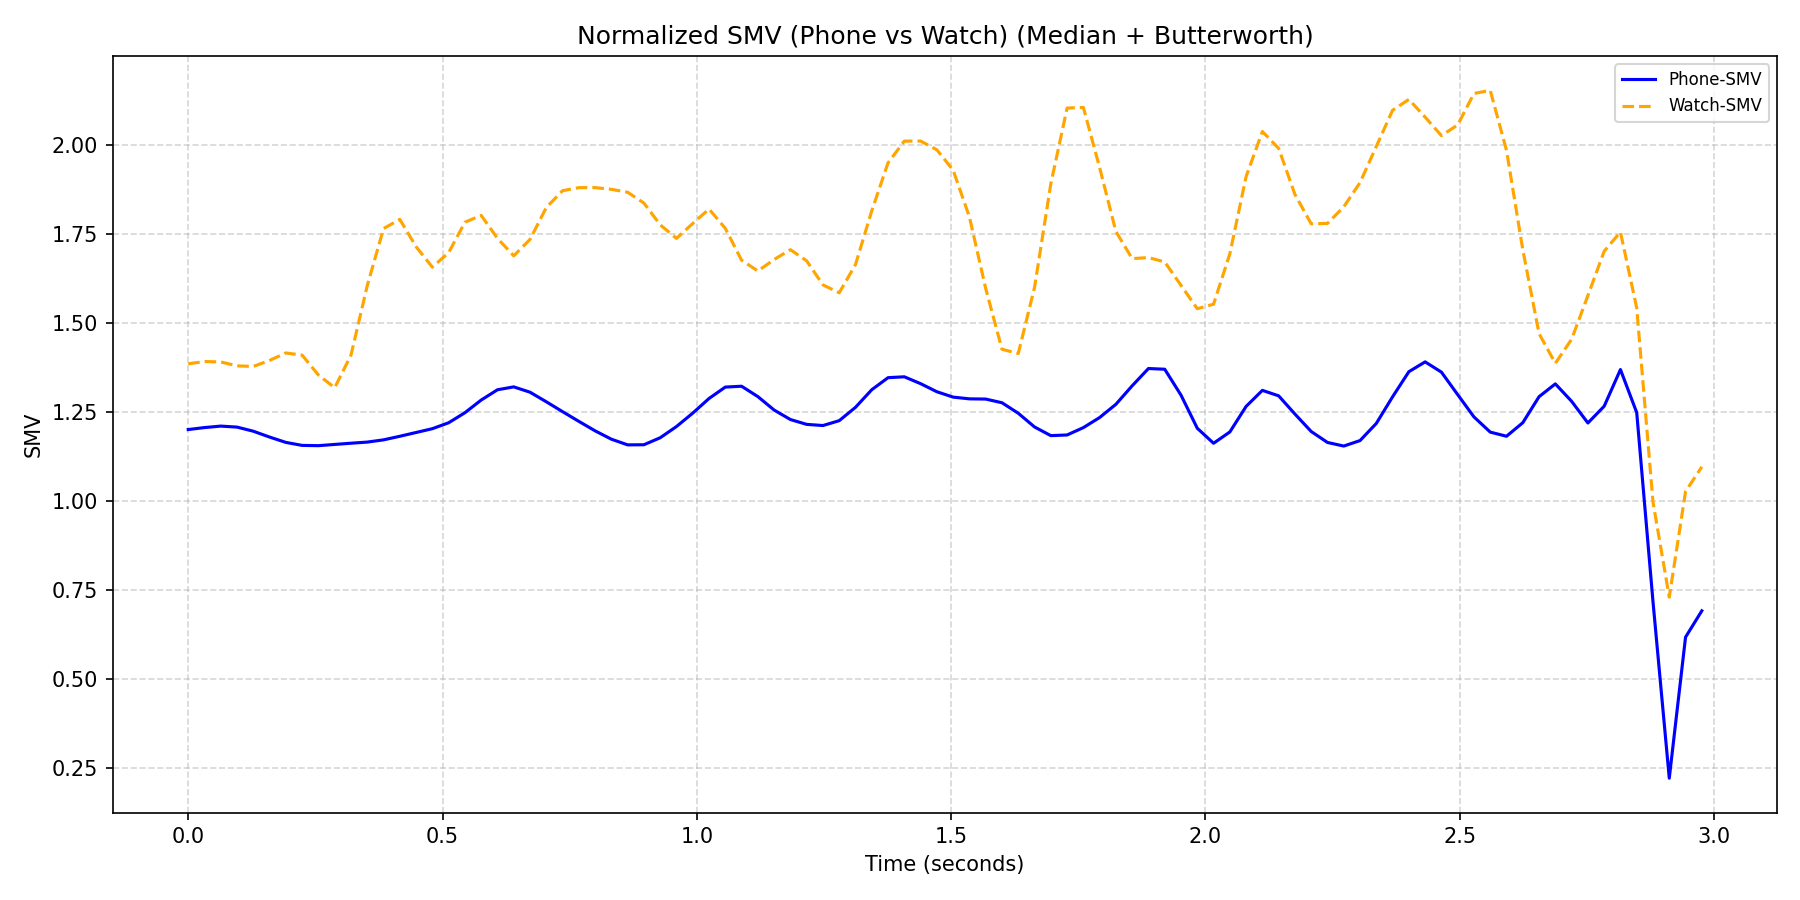 Normalized SMV (Phone vs Watch) (Median + Butterworth)
Phone-SMV
Watch-SMV
SMV
2.00
1.75
1.50
1.25
1.00
0.75
0.50
0.25
0.0 0.5 1.0 1.5 2.0 2.5 3.0
Time (seconds)